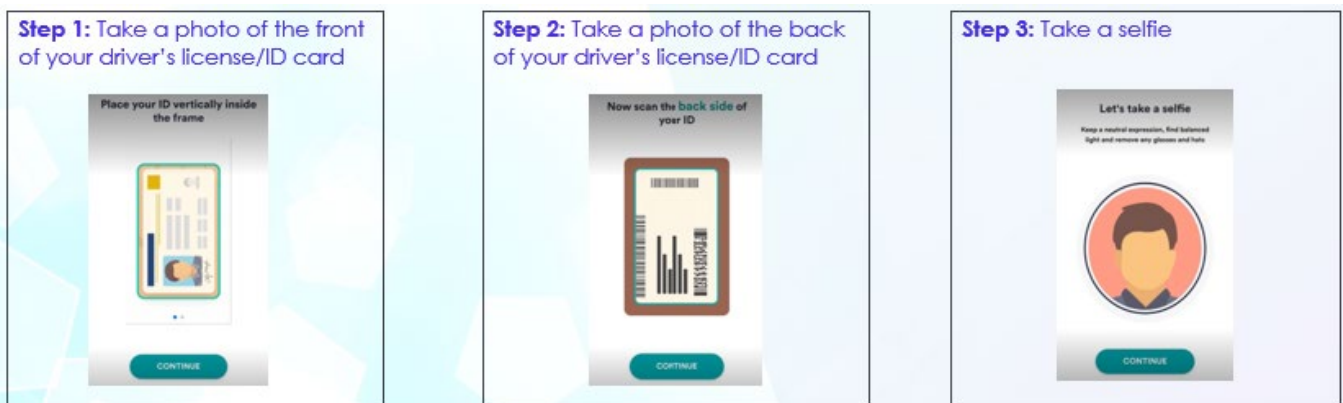 Step 1: Take a photo of the front
of your driver's license/ID card
Place your ID vertically inside
the frame
CONTINUE
Step 2: Take a photo of the back
of your driver's license/ID card
Now scan the back side of
your ID
CONTINUE
Step 3: Take a selfie
Let's take a selfie
Keep a neutral expression, find balanced
light and remove any glasses and hats
CONTINUE